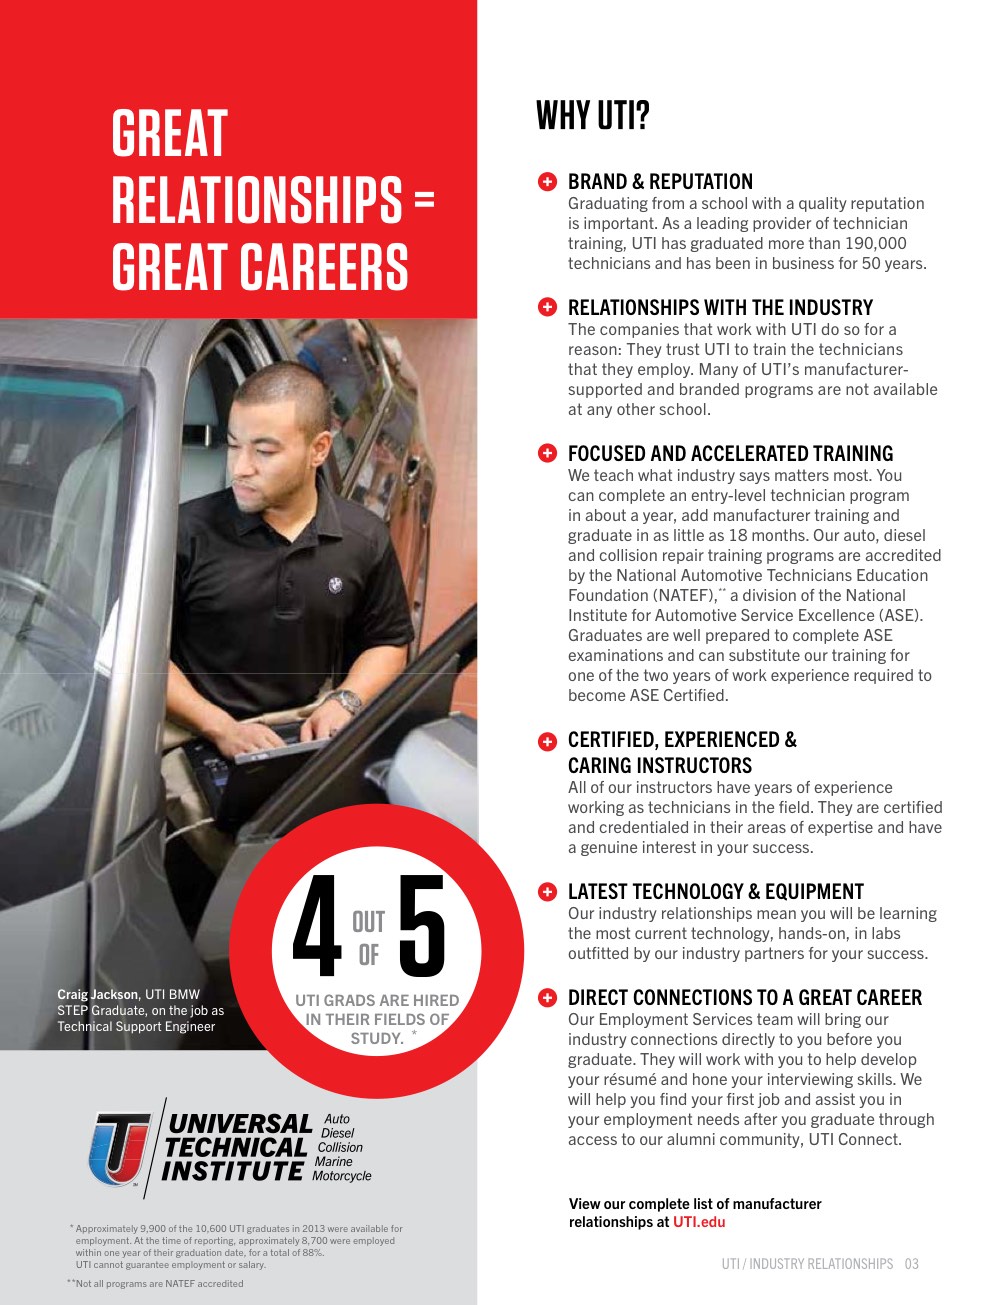 GREAT
RELATIONSHIPS =
GREAT CAREERS
Craig Jackson, UTI BMW
STEP Graduate, on the job as
Technical Support Engineer
4 OUT OF 5
UTI GRADS ARE HIRED
IN THEIR FIELDS OF
STUDY. *
UNIVERSAL
TECHNICAL
INSTITUTE
Auto
Diesel
Collision
Marine
Motorcycle
* Approximately 9,900 of the 10,600 UTI graduates in 2013 were available for
employment. At the time of reporting, approximately 8,700 were employed
within one year of their graduation date, for a total of 88%.
UTI cannot guarantee employment or salary.
**Not all programs are NATEF accredited
WHY UTI?
BRAND & REPUTATION
Graduating from a school with a quality reputation
is important. As a leading provider of technician
training, UTI has graduated more than 190,000
technicians and has been in business for 50 years.
RELATIONSHIPS WITH THE INDUSTRY
The companies that work with UTI do so for a
reason: They trust UTI to train the technicians
that they employ. Many of UTI's manufacturer-
supported and branded programs are not available
at any other school.
FOCUSED AND ACCELERATED TRAINING
We teach what industry says matters most. You
can complete an entry-level technician program
in about a year, add manufacturer training and
graduate in as little as 18 months. Our auto, diesel
and collision repair training programs are accredited
by the National Automotive Technicians Education
Foundation (NATEF),** a division of the National
Institute for Automotive Service Excellence (ASE).
Graduates are well prepared to complete ASE
examinations and can substitute our training for
one of the two years of work experience required to
become ASE Certified.
CERTIFIED, EXPERIENCED &
CARING INSTRUCTORS
All of our instructors have years of experience
working as technicians in the field. They are certified
and credentialed in their areas of expertise and have
a genuine interest in your success.
LATEST TECHNOLOGY & EQUIPMENT
Our industry relationships mean you will be learning
the most current technology, hands-on, in labs
outfitted by our industry partners for your success.
DIRECT CONNECTIONS TO A GREAT CAREER
Our Employment Services team will bring our
industry connections directly to you before you
graduate. They will work with you to help develop
your résumé and hone your interviewing skills. We
will help you find your first job and assist you in
your employment needs after you graduate through
access to our alumni community, UTI Connect.
View our complete list of manufacturer
relationships at UTI.edu
UTI / INDUSTRY RELATIONSHIPS 03